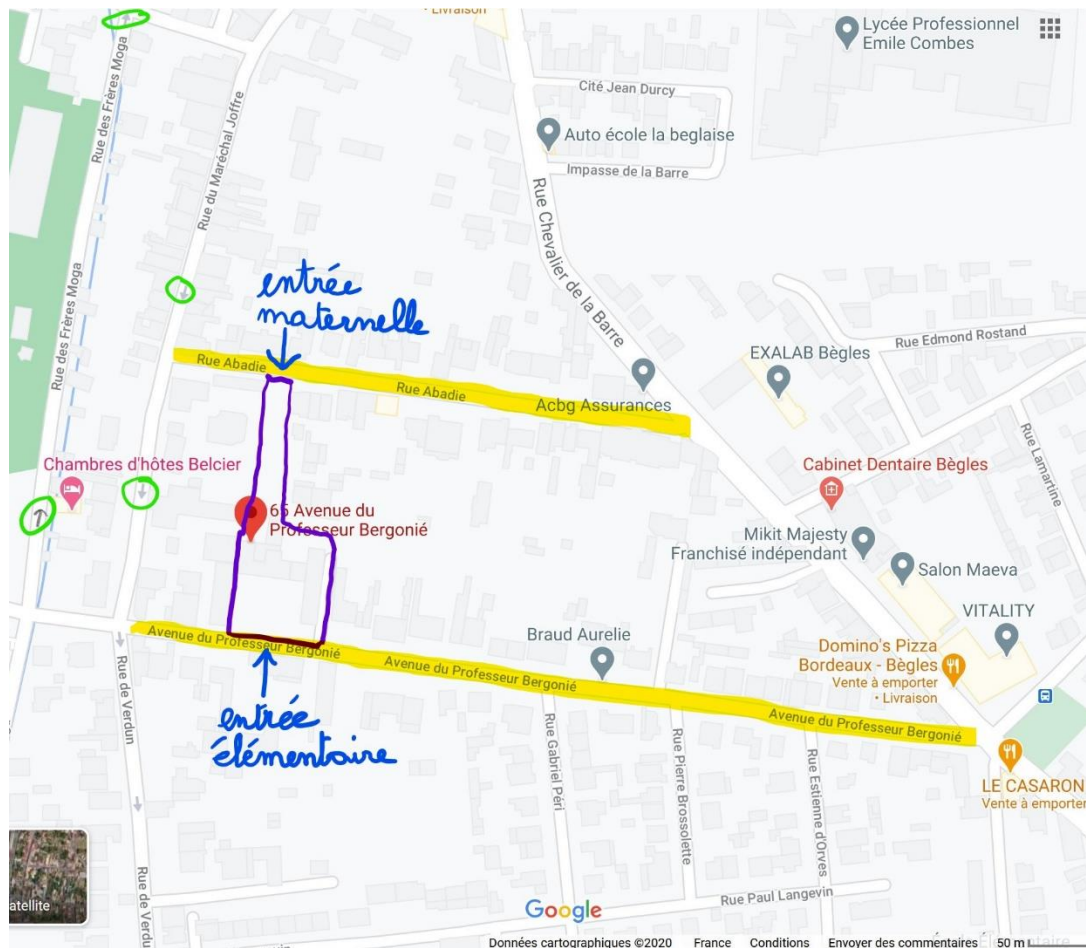 • Livraison
Lycée Professionnel
Emile Combes
Rue des Frères Moga
Cité Jean Durcy
Auto école la beglaise
Impasse de la Barre
Rue du Maréchal Joffre
Rue Chevalier de la Barre
Rue des Frères Moga
entrée
maternelle
Rue Edmond Rostand
EXALAB Bègles
Rue Abadie
Rue Abadie
Acbg Assurances
Rue Lamartine
Chambres d'hôtes Belcier
Cabinet Dentaire Bègles
65 Avenue du
Professeur Bergonié
Mikit Majesty
Franchisé indépendant
Salon Maeva
VITALITY
Avenue du Professeur Bergonié
Braud Aurelie
Avenue du Professeur Bergonié
Domino's Pizza
Bordeaux - Bègles
Vente à emporter
• Livraison
Avenue du Professeur Bergonié
Rue de Verdun
entrée
élémentaire
Rue Gabriel Péri
Rue Pierre Brossolette
Rue Estienne d'Orves
LE CASARON
Vente à emporter
Rue de Verdun
atellite
Rue Paul Langevin
Google
Données cartographiques ©2020 France Conditions Envoyer des commentaires 50 m